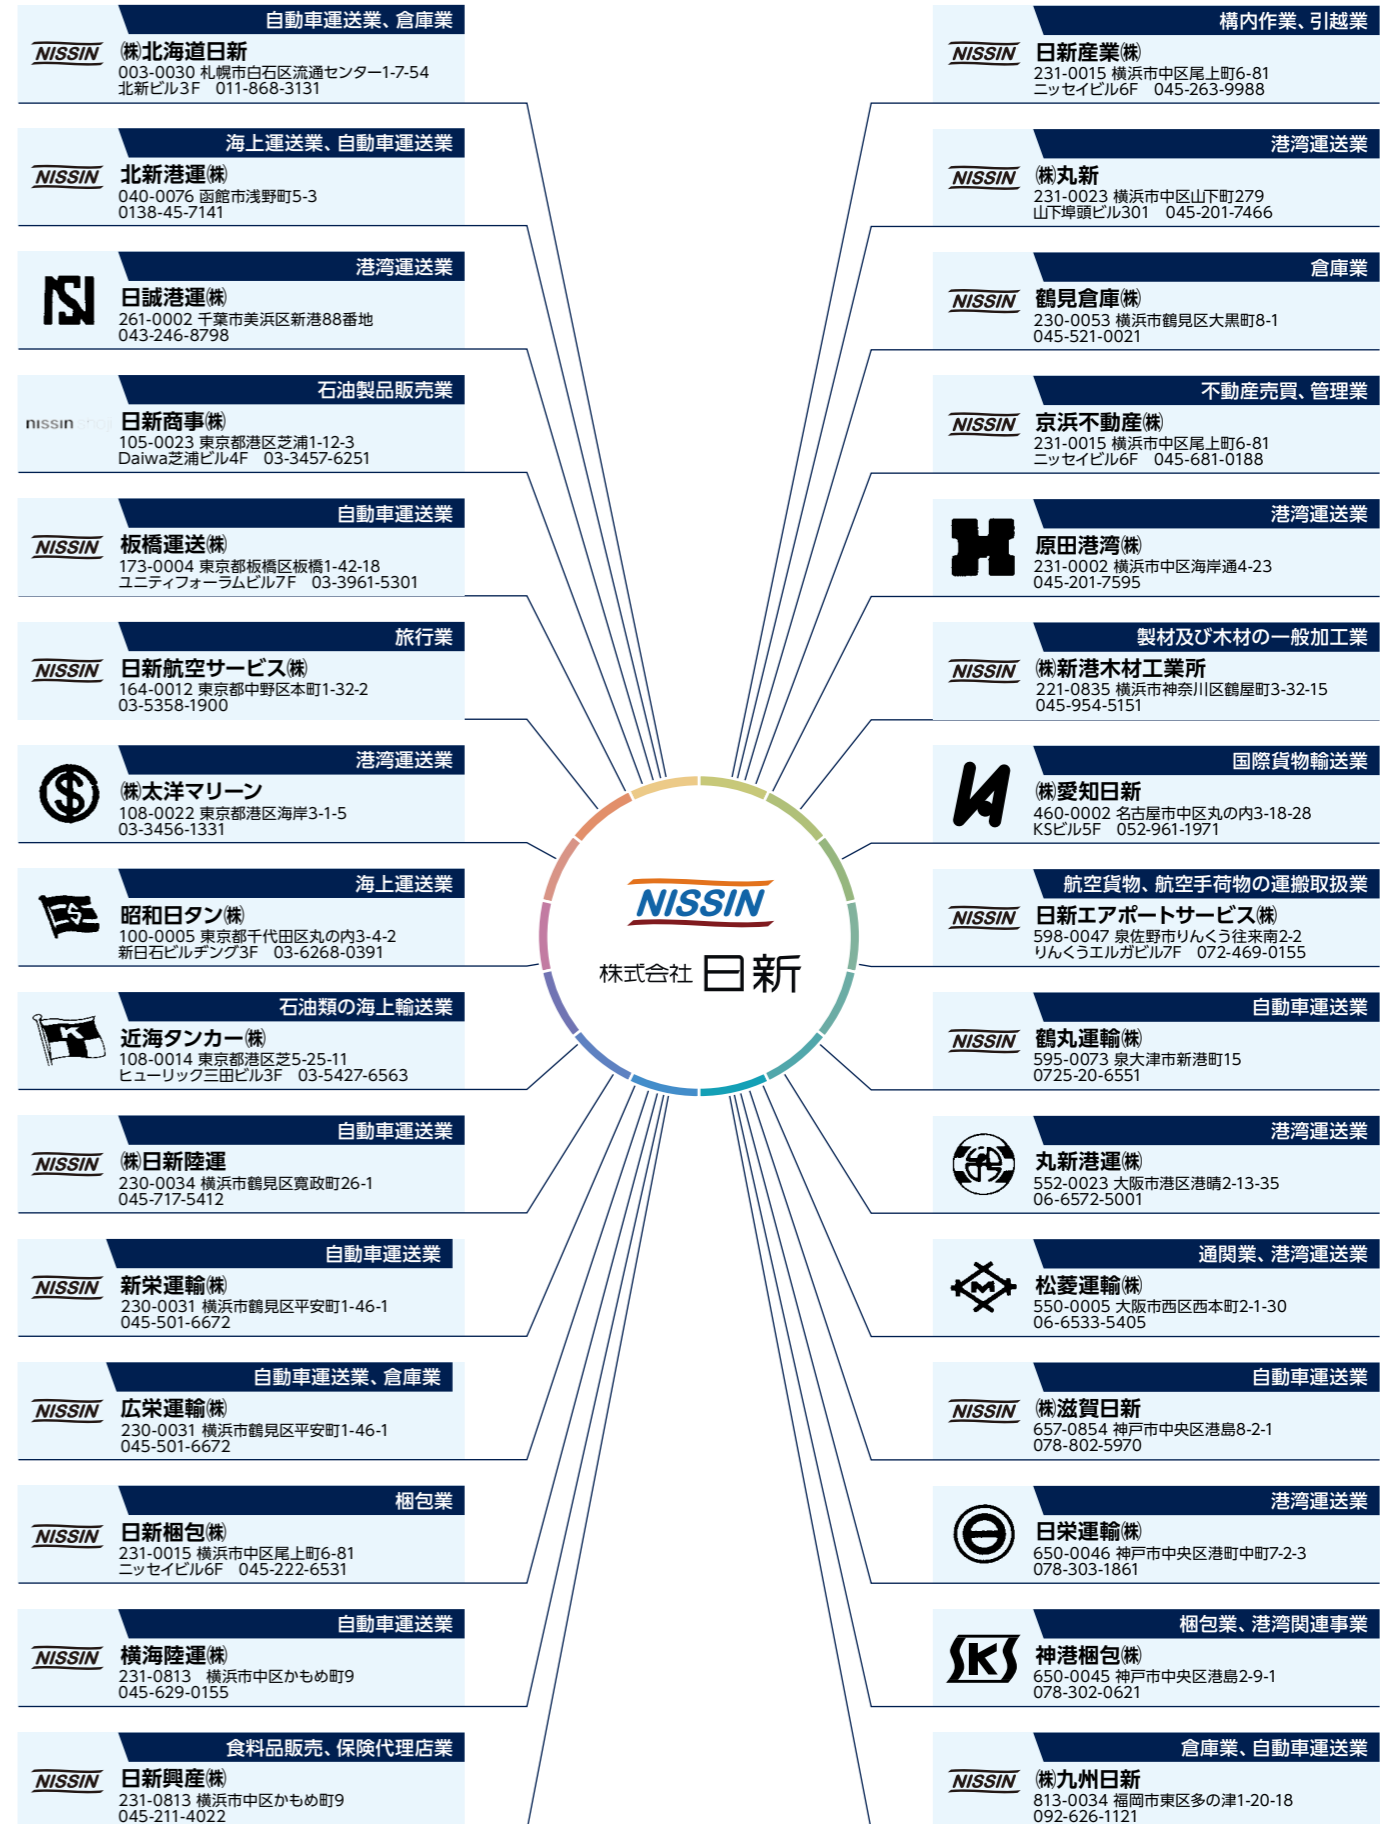 自動車運送業、倉庫業
NISSIN
㈱北海道日新
003-0030 札幌市白石区流通センター1-7-54
北新ビル3F 011-868-3131
海上運送業、自動車運送業
NISSIN
北新港運㈱
040-0076 函館市浅野町5-3
0138-45-7141
港湾運送業
日誠港運㈱
261-0002 千葉市美浜区新港88番地
043-246-8798
石油製品販売業
nissin shoji
日新商事㈱
105-0023 東京都港区芝浦1-12-3
Daiwa芝浦ビル4F 03-3457-6251
自動車運送業
NISSIN
板橋運送㈱
173-0004 東京都板橋区板橋1-42-18
ユニティフォーラムビル7F 03-3961-5301
旅行業
NISSIN
日新航空サービス㈱
164-0012 東京都中野区本町1-32-2
03-5358-1900
港湾運送業
㈱太洋マリーン
108-0022 東京都港区海岸3-1-5
03-3456-1331
海上運送業
S
昭和日タン㈱
100-0005 東京都千代田区丸の内3-4-2
新日石ビルヂング3F 03-6268-0391
石油類の海上輸送業
K
近海タンカー㈱
108-0014 東京都港区芝5-25-11
ヒューリック三田ビル3F 03-5427-6563
自動車運送業
NISSIN
㈱日新陸運
230-0034 横浜市鶴見区寛政町26-1
045-717-5412
自動車運送業
NISSIN
新栄運輸㈱
230-0031 横浜市鶴見区平安町1-46-1
045-501-6672
自動車運送業、倉庫業
NISSIN
広栄運輸㈱
230-0031 横浜市鶴見区平安町1-46-1
045-501-6672
梱包業
NISSIN
日新梱包㈱
231-0015 横浜市中区尾上町6-81
ニッセイビル6F 045-222-6531
自動車運送業
NISSIN
横海陸運㈱
231-0813 横浜市中区かもめ町9
045-629-0155
食料品販売、保険代理店業
NISSIN
日新興産㈱
231-0813 横浜市中区かもめ町9
045-211-4022
NISSIN
株式会社 日新
構内作業、引越業
NISSIN
日新産業㈱
231-0015 横浜市中区尾上町6-81
ニッセイビル6F 045-263-9988
港湾運送業
NISSIN
㈱丸新
231-0023 横浜市中区山下町279
山下埠頭ビル301 045-201-7466
倉庫業
NISSIN
鶴見倉庫㈱
230-0053 横浜市鶴見区大黒町8-1
045-521-0021
不動産売買、管理業
NISSIN
京浜不動産㈱
231-0015 横浜市中区尾上町6-81
ニッセイビル6F 045-681-0188
港湾運送業
H
原田港湾㈱
231-0002 横浜市中区海岸通4-23
045-201-7595
製材及び木材の一般加工業
NISSIN
㈱新港木材工業所
221-0835 横浜市神奈川区鶴屋町3-32-15
045-954-5151
国際貨物輸送業
㈱愛知日新
460-0002 名古屋市中区丸の内3-18-28
KSビル5F 052-961-1971
航空貨物、航空手荷物の運搬取扱業
NISSIN
日新エアポートサービス㈱
598-0047 泉佐野市りんくう往来南2-2
りんくうエルガビル7F 072-469-0155
自動車運送業
NISSIN
鶴丸運輸㈱
595-0073 泉大津市新港町15
0725-20-6551
港湾運送業
丸新港運㈱
552-0023 大阪市港区港晴2-13-35
06-6572-5001
通関業、港湾運送業
M
松菱運輸㈱
550-0005 大阪市西区西本町2-1-30
06-6533-5405
自動車運送業
NISSIN
㈱滋賀日新
657-0854 神戸市中央区港島8-2-1
078-802-5970
港湾運送業
日栄運輸㈱
650-0046 神戸市中央区港町中町7-2-3
078-303-1861
梱包業、港湾関連事業
SKS
神港梱包㈱
650-0045 神戸市中央区港島2-9-1
078-302-0621
倉庫業、自動車運送業
NISSIN
㈱九州日新
813-0034 福岡市東区多の津1-20-18
092-626-1121